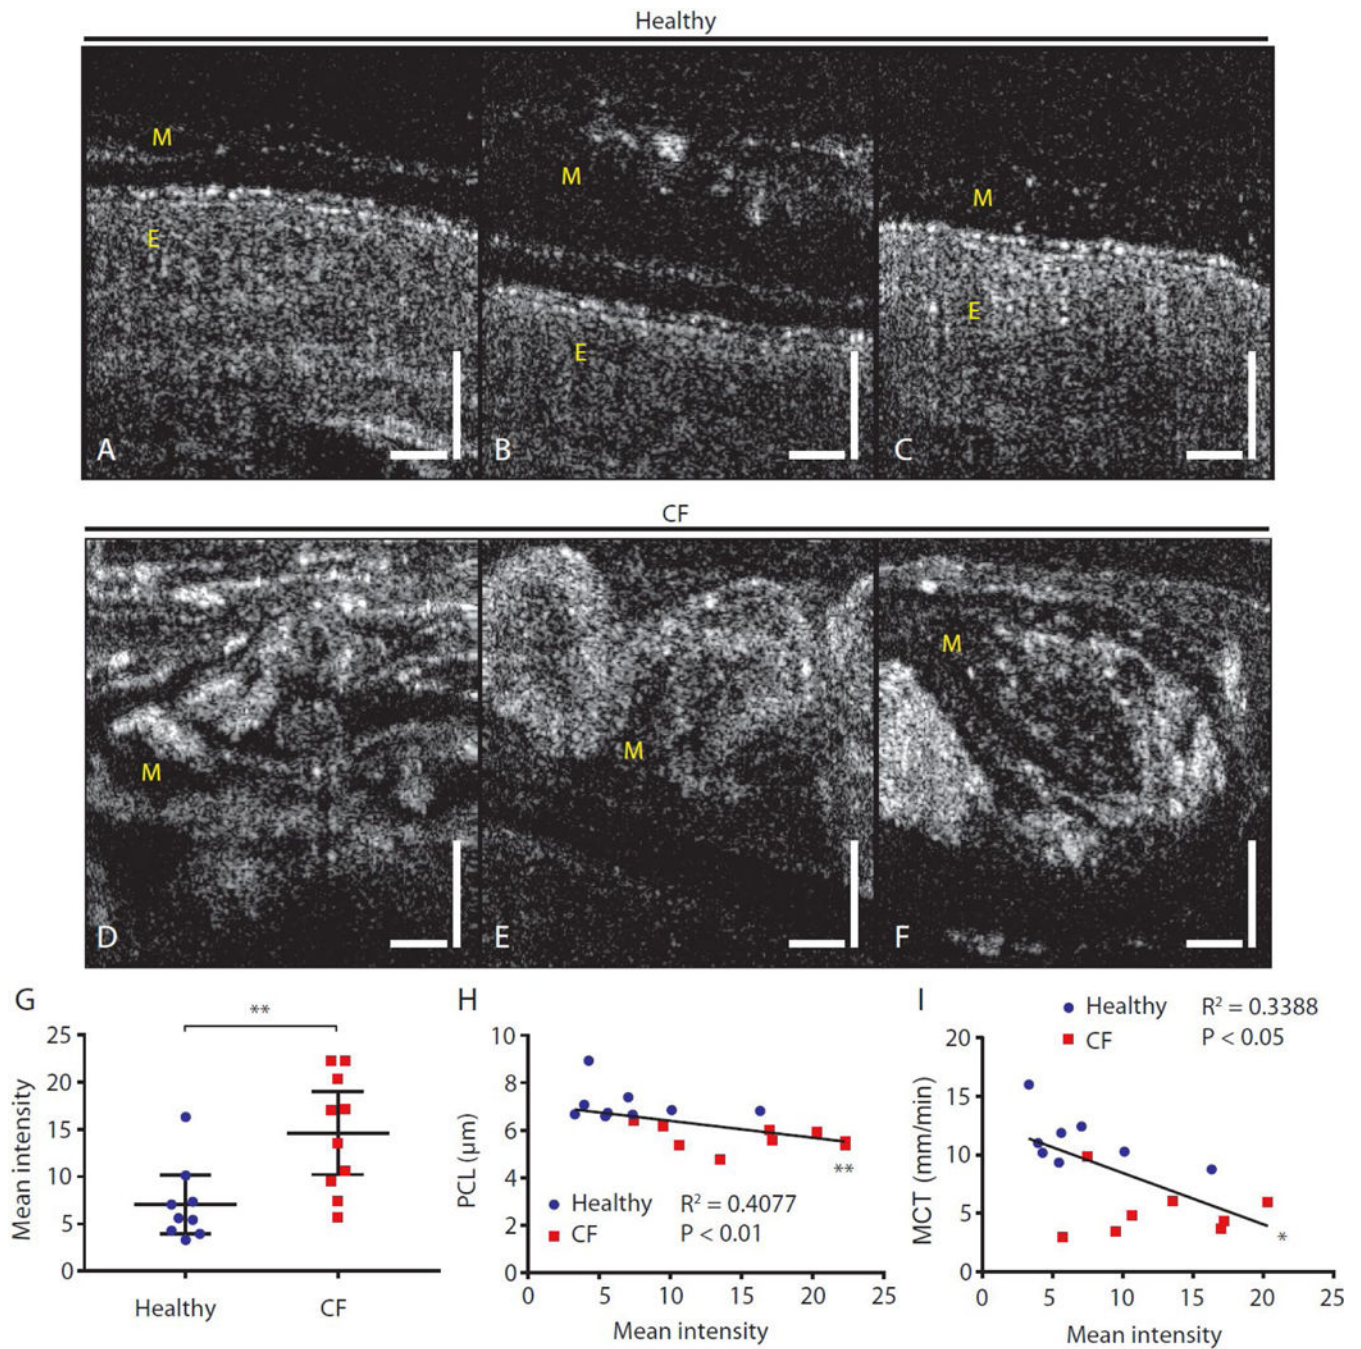 Healthy
M
M
M
E
E
E
A
B
C
CF
M
M
M
D
E
F
G
**
25
20
15
10
5
0
Mean intensity
Healthy
CF
H
10
8
6
4
2
0
PCL (µm)
**
Healthy R² = 0.4077
CF P < 0.01
0 5 10 15 20 25
Mean intensity
I
Healthy R² = 0.3388
CF P < 0.05
20
15
10
5
0
MCT (mm/min)
*
0 5 10 15 20 25
Mean intensity